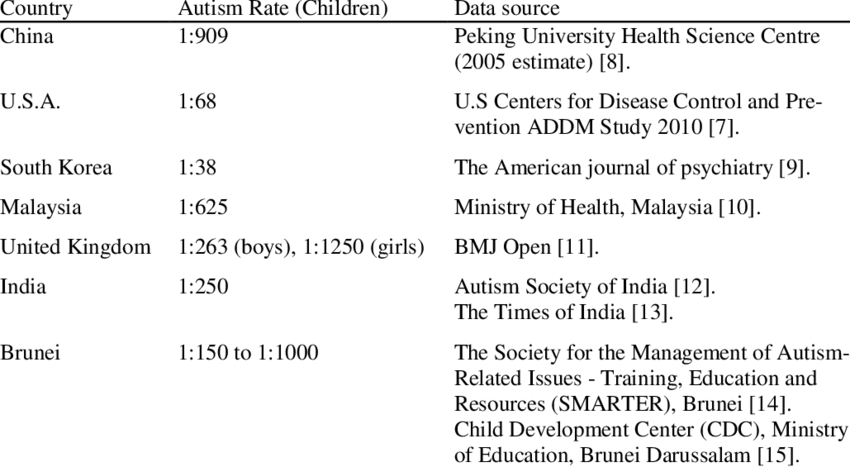 Country Autism Rate (Children) Data source
China 1:909 Peking University Health Science Centre
(2005 estimate) [8].
U.S.A. 1:68 U.S Centers for Disease Control and Pre-
vention ADDM Study 2010 [7].
South Korea 1:38 The American journal of psychiatry [9].
Malaysia 1:625 Ministry of Health, Malaysia [10].
United Kingdom 1:263 (boys), 1:1250 (girls) BMJ Open [11].
India 1:250 Autism Society of India [12].
The Times of India [13].
Brunei 1:150 to 1:1000 The Society for the Management of Autism-
Related Issues - Training, Education and
Resources (SMARTER), Brunei [14].
Child Development Center (CDC), Ministry
of Education, Brunei Darussalam [15].